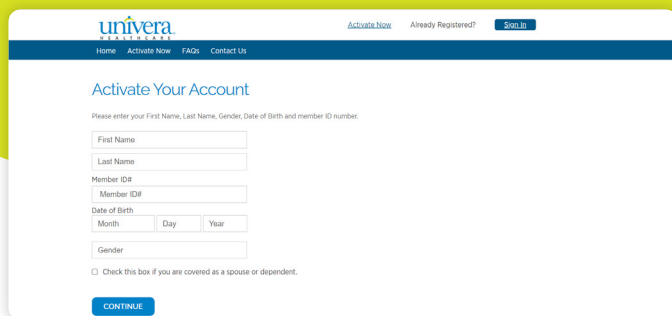 univera
HEALTHCARE
Activate Now Already Registered? Sign In
Home Activate Now FAQs Contact Us
Activate Your Account
Please enter your First Name, Last Name, Gender, Date of Birth and member ID number.
First Name
Last Name
Member ID#
Member ID#
Date of Birth
Month Day Year
Gender
Check this box if you are covered as a spouse or dependent.
CONTINUE